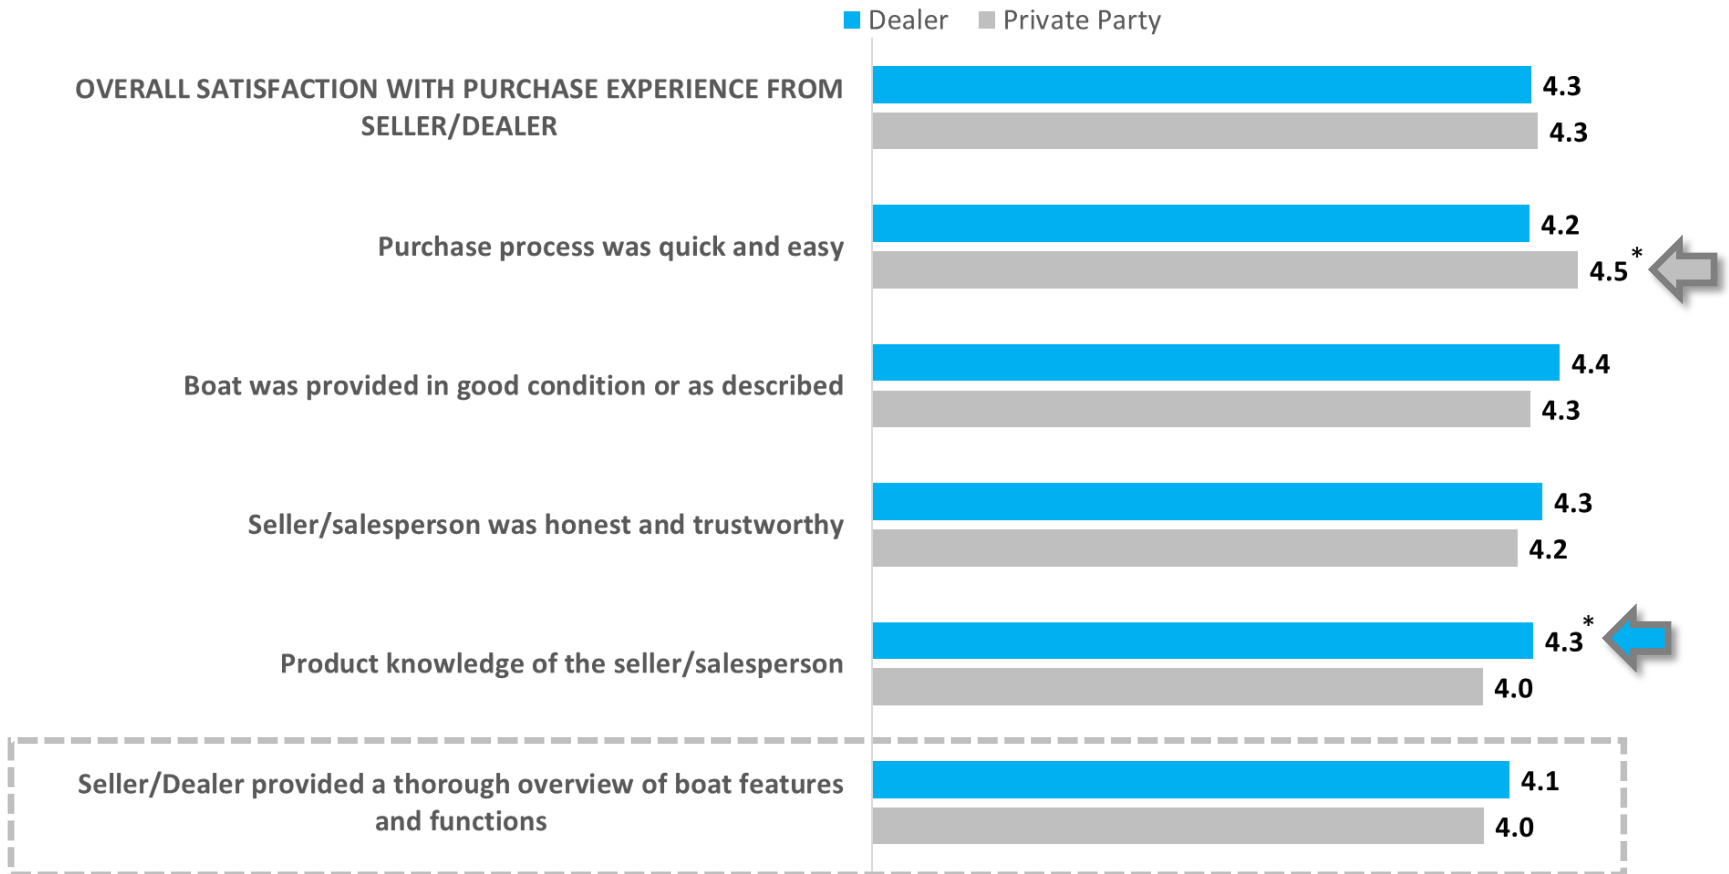 Dealer Private Party
OVERALL SATISFACTION WITH PURCHASE EXPERIENCE FROM
SELLER/DEALER
4.3
4.3
Purchase process was quick and easy
4.2
4.5*
Boat was provided in good condition or as described
4.4
4.3
Seller/salesperson was honest and trustworthy
4.3
4.2
Product knowledge of the seller/salesperson
4.3*
4.0
Seller/Dealer provided a thorough overview of boat features
and functions
4.1
4.0